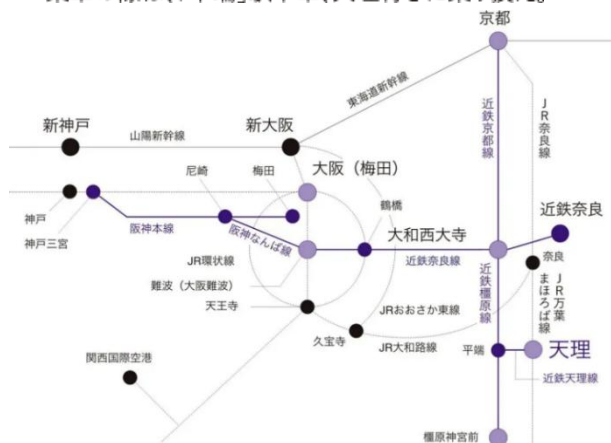 京都
東海道新幹線
近鉄京都線
JR奈良線
新神戸
山陽新幹線
新大阪
大阪（梅田）
尼崎
梅田
鶴橋
近鉄奈良
神戸
神戸三宮
阪神本線
阪神なんば線
大和西大寺
JR環状線
近鉄奈良線
奈良
難波（大阪難波）
天王寺
近鉄橿原線
JR万葉
まほろば線
JRおおさか東線
久宝寺
JR大和路線
平端
天理
関西国際空港
近鉄天理線
橿原神宮前